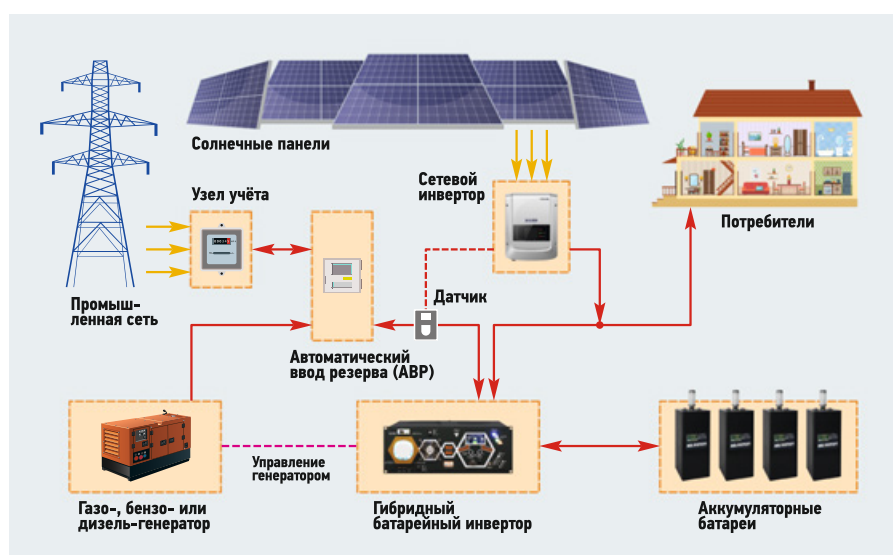 Солнечные панели
Узел учёта
Сетевой
инвертор
Потребители
Промыш-
ленная сеть
Датчик
Автоматический
ввод резерва (АВР)
Управление
генератором
Газо-, бензо- или
дизель-генератор
Гибридный
батарейный инвертор
Аккумуляторные
батареи